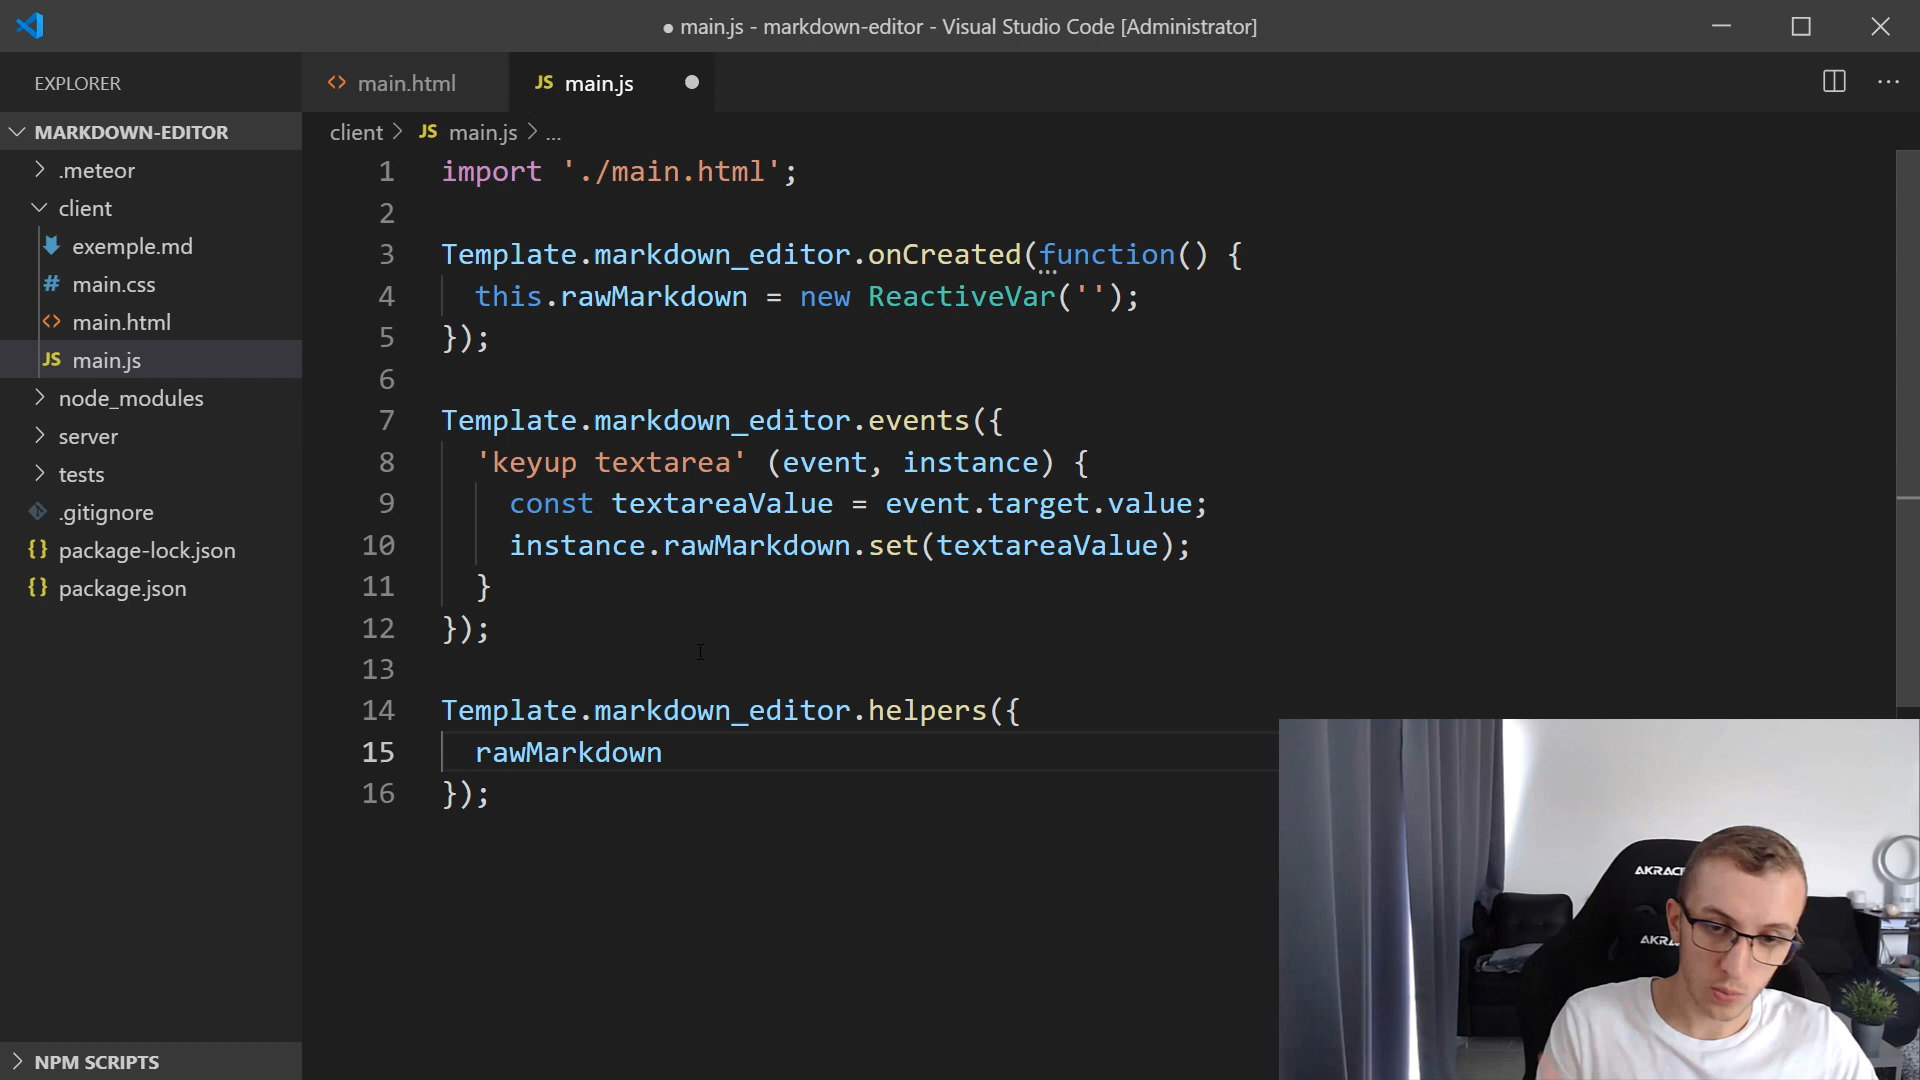 ● main.js - markdown-editor - Visual Studio Code [Administrator]
EXPLORER
main.html
JS main.js
MARKDOWN-EDITOR
client > JS main.js > ...
.meteor
client
exemple.md
# main.css
main.html
JS main.js
node_modules
server
tests
.gitignore
{} package-lock.json
{} package.json
NPM SCRIPTS
1 import './main.html';
2
3 Template.markdown_editor.onCreated(function() {
4 this.rawMarkdown = new ReactiveVar('');
5 });
6
7 Template.markdown_editor.events({
8 'keyup textarea' (event, instance) {
9 const textareaValue = event.target.value;
10 instance.rawMarkdown.set(textareaValue);
11 }
12 });
13
14 Template.markdown_editor.helpers({
15 rawMarkdown
16 });
AKRACI
AKRA